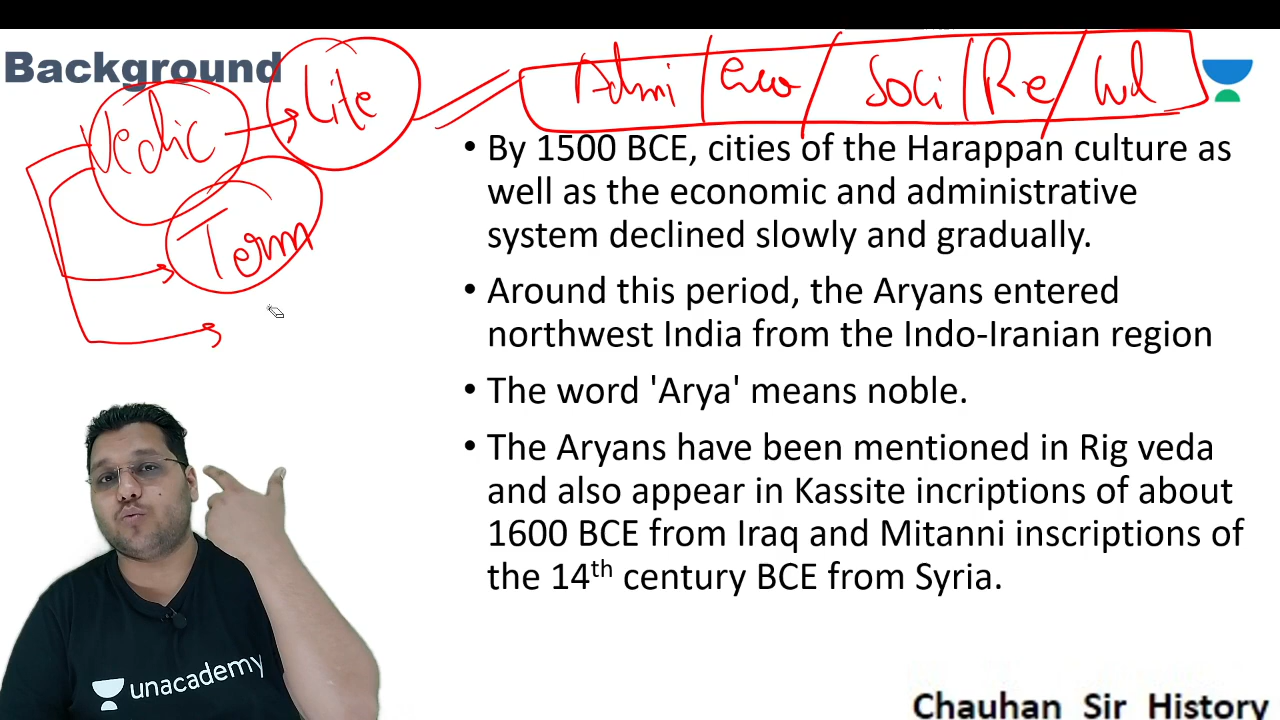 Background
Vedic
Lite
Term
Admi / Eco / Soci / Re /
• By 1500 BCE, cities of the Harappan culture as
well as the economic and administrative
system declined slowly and gradually.
• Around this period, the Aryans entered
northwest India from the Indo-Iranian region
• The word 'Arya' means noble.
• The Aryans have been mentioned in Rig veda
and also appear in Kassite incriptions of about
1600 BCE from Iraq and Mitanni inscriptions of
the 14th century BCE from Syria.
unacademy
Chauhan Sir History